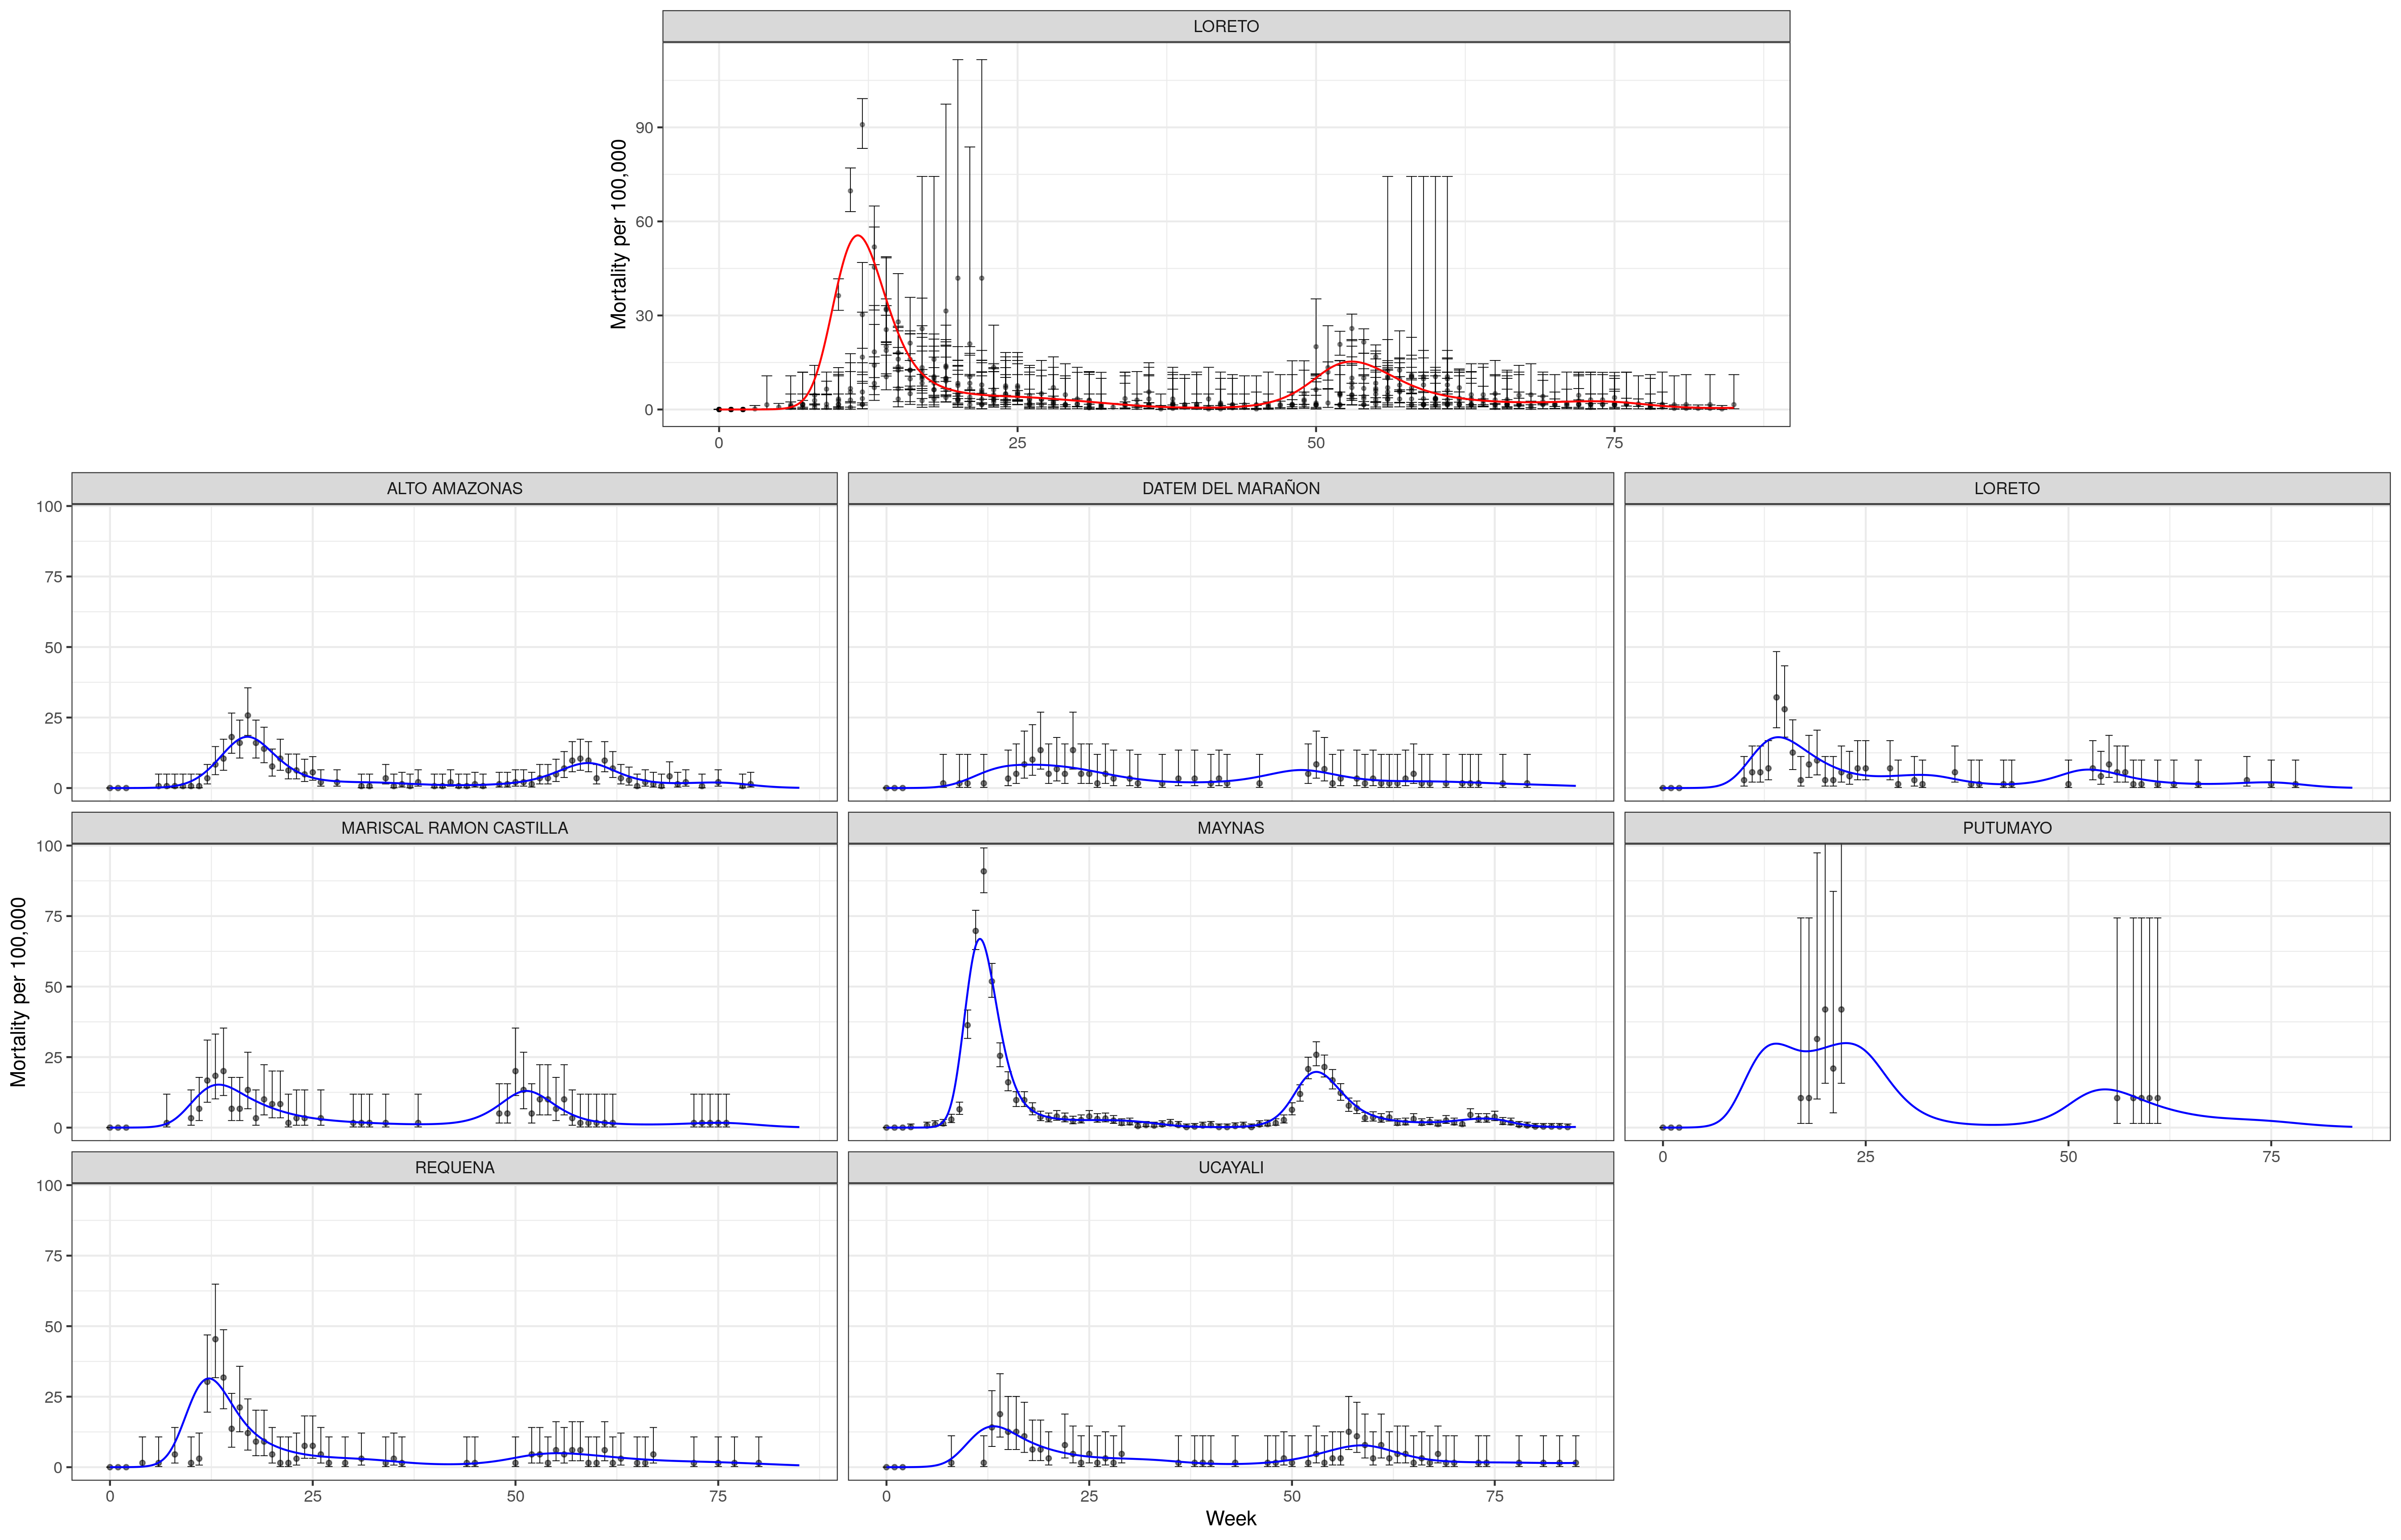 LORETO
Mortality per 100,000
90
60
30
0
0 25 50 75
ALTO AMAZONAS DATEM DEL MARAÑON LORETO
100
75
50
25
0
MARISCAL RAMON CASTILLA MAYNAS PUTUMAYO
Mortality per 100,000
100
75
50
25
0
0 25 50 75
REQUENA UCAYALI
100
75
50
25
0
0 25 50 75 0 25 50 75
Week